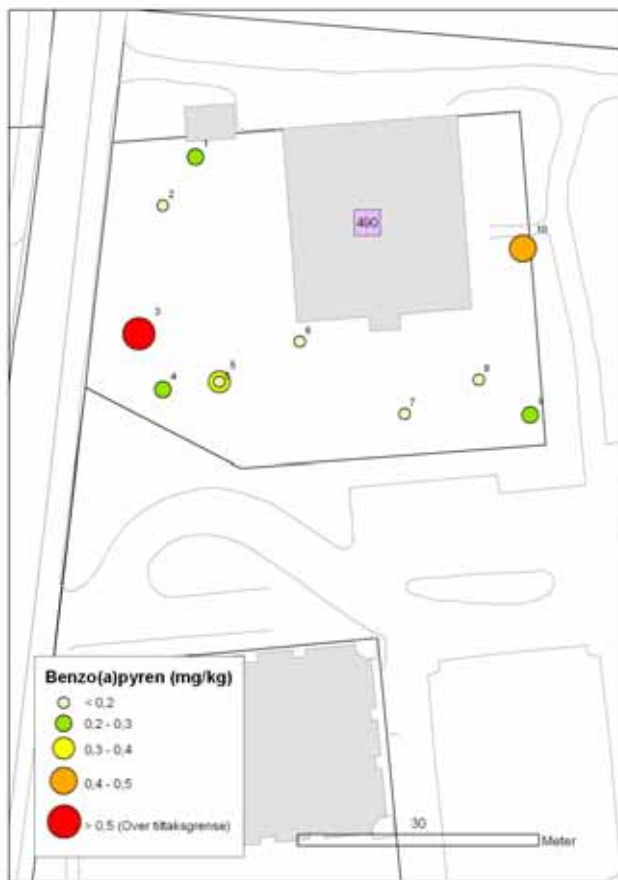 1
2
490
10
3
6
5
4
8
7
9
Benzo(a)pyren (mg/kg)
< 0,2
0,2 - 0,3
0,3 - 0,4
0,4 - 0,5
> 0,5 (Over tiltaksgrense)
30
Meter